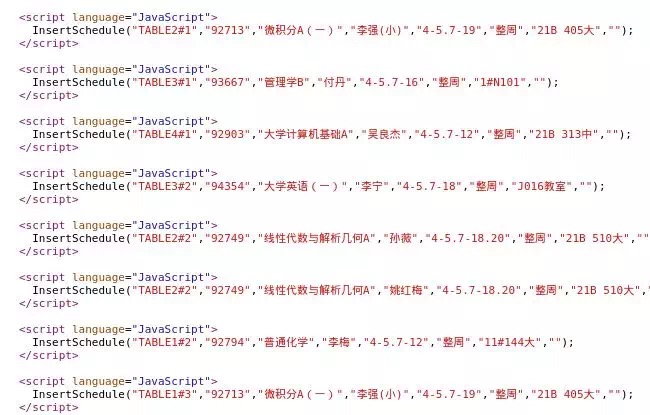 <script language="JavaScript">
InsertSchedule("TABLE2#1","92713","微积分A(一)","李强(小)","4-5.7-19","整周","21B 405大","");
</script>
<script language="JavaScript">
InsertSchedule("TABLE3#1","93667","管理学B","付丹","4-5.7-16","整周","1#N101","");
</script>
<script language="JavaScript">
InsertSchedule("TABLE4#1","92903","大学计算机基础A","吴良杰","4-5.7-12","整周","21B 313中","");
</script>
<script language="JavaScript">
InsertSchedule("TABLE3#2","94354","大学英语(一)","李宁","4-5.7-18","整周","J016教室","");
</script>
<script language="JavaScript">
InsertSchedule("TABLE2#2","92749","线性代数与解析几何A","孙薇","4-5.7-18.20","整周","21B 510大",""
</script>
<script language="JavaScript">
InsertSchedule("TABLE2#2","92749","线性代数与解析几何A","姚红梅","4-5.7-18.20","整周","21B 510大","
</script>
<script language="JavaScript">
InsertSchedule("TABLE1#2","92794","普通化学","李梅","4-5.7-12","整周","11#144大","");
</script>
<script language="JavaScript">
InsertSchedule("TABLE1#3","92713","微积分A(一)","李强(小)","4-5.7-19","整周","21B 405大","");
</script>